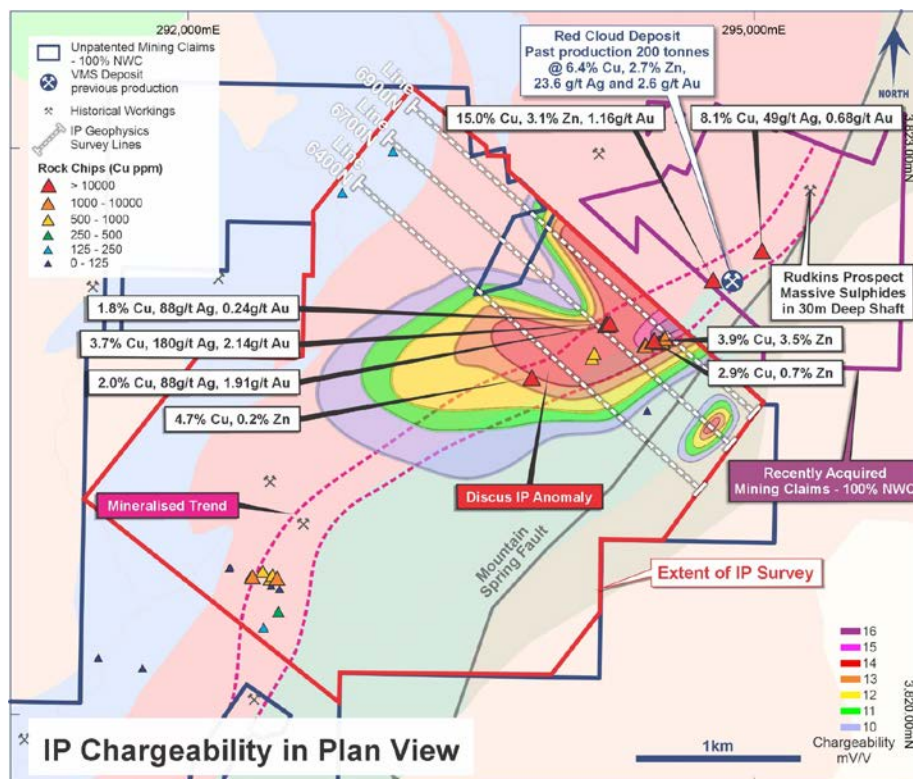 292,000mE
295,000mE
Unpatented Mining Claims
- 100% NWC
VMS Deposit
previous production
Historical Workings
IP Geophysics
Survey Lines
Rock Chips (Cu ppm)
> 10000
1000 - 10000
500 - 1000
250 - 500
125 - 250
0 - 125
Line
6900N
Line
6700N
Line
6400N
Red Cloud Deposit
Past production 200 tonnes
@ 6.4% Cu, 2.7% Zn,
23.6 g/t Ag and 2.6 g/t Au
NORTH
3,823,00mN
15.0% Cu, 3.1% Zn, 1.16g/t Au
8.1% Cu, 49g/t Ag, 0.68g/t Au
Rudkins Prospect
Massive Sulphides
in 30m Deep Shaft
1.8% Cu, 88g/t Ag, 0.24g/t Au
3.7% Cu, 180g/t Ag, 2.14g/t Au
2.0% Cu, 88g/t Ag, 1.91g/t Au
4.7% Cu, 0.2% Zn
3.9% Cu, 3.5% Zn
2.9% Cu, 0.7% Zn
Recently Acquired
Mining Claims - 100% NWC
Discus IP Anomaly
Mineralised Trend
Mountain
Spring Fault
Extent of IP Survey
16
15
14
13
12
11
10
Chargeability
mV/V
3,820.00mN
1km
IP Chargeability in Plan View